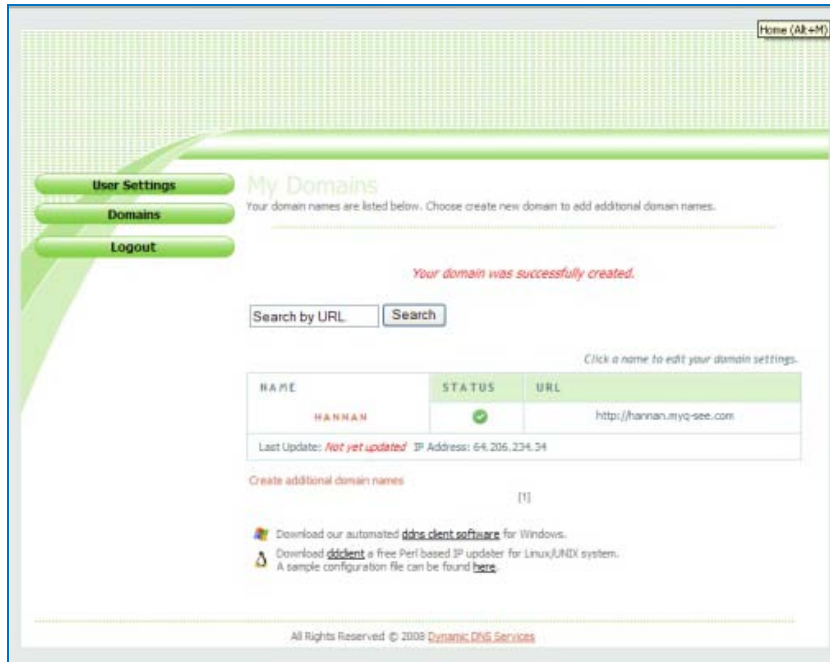 Home (Alt+M)
User Settings
Domains
Logout
My Domains
Your domain names are listed below. Choose create new domain to add additional domain names.
Your domain was successfully created.
Search by URL
Search
Click a name to edit your domain settings.
NAME STATUS URL
HANNAN http://hannan.myq-see.com
Last Update: Not yet updated IP Address: 64.206.234.34
Create additional domain names
[1]
Download our automated ddns client software for Windows.
Download ddclient a free Perl based IP updater for Linux/UNIX system.
A sample configuration file can be found here.
All Rights Reserved © 2008 Dynamic DNS Services